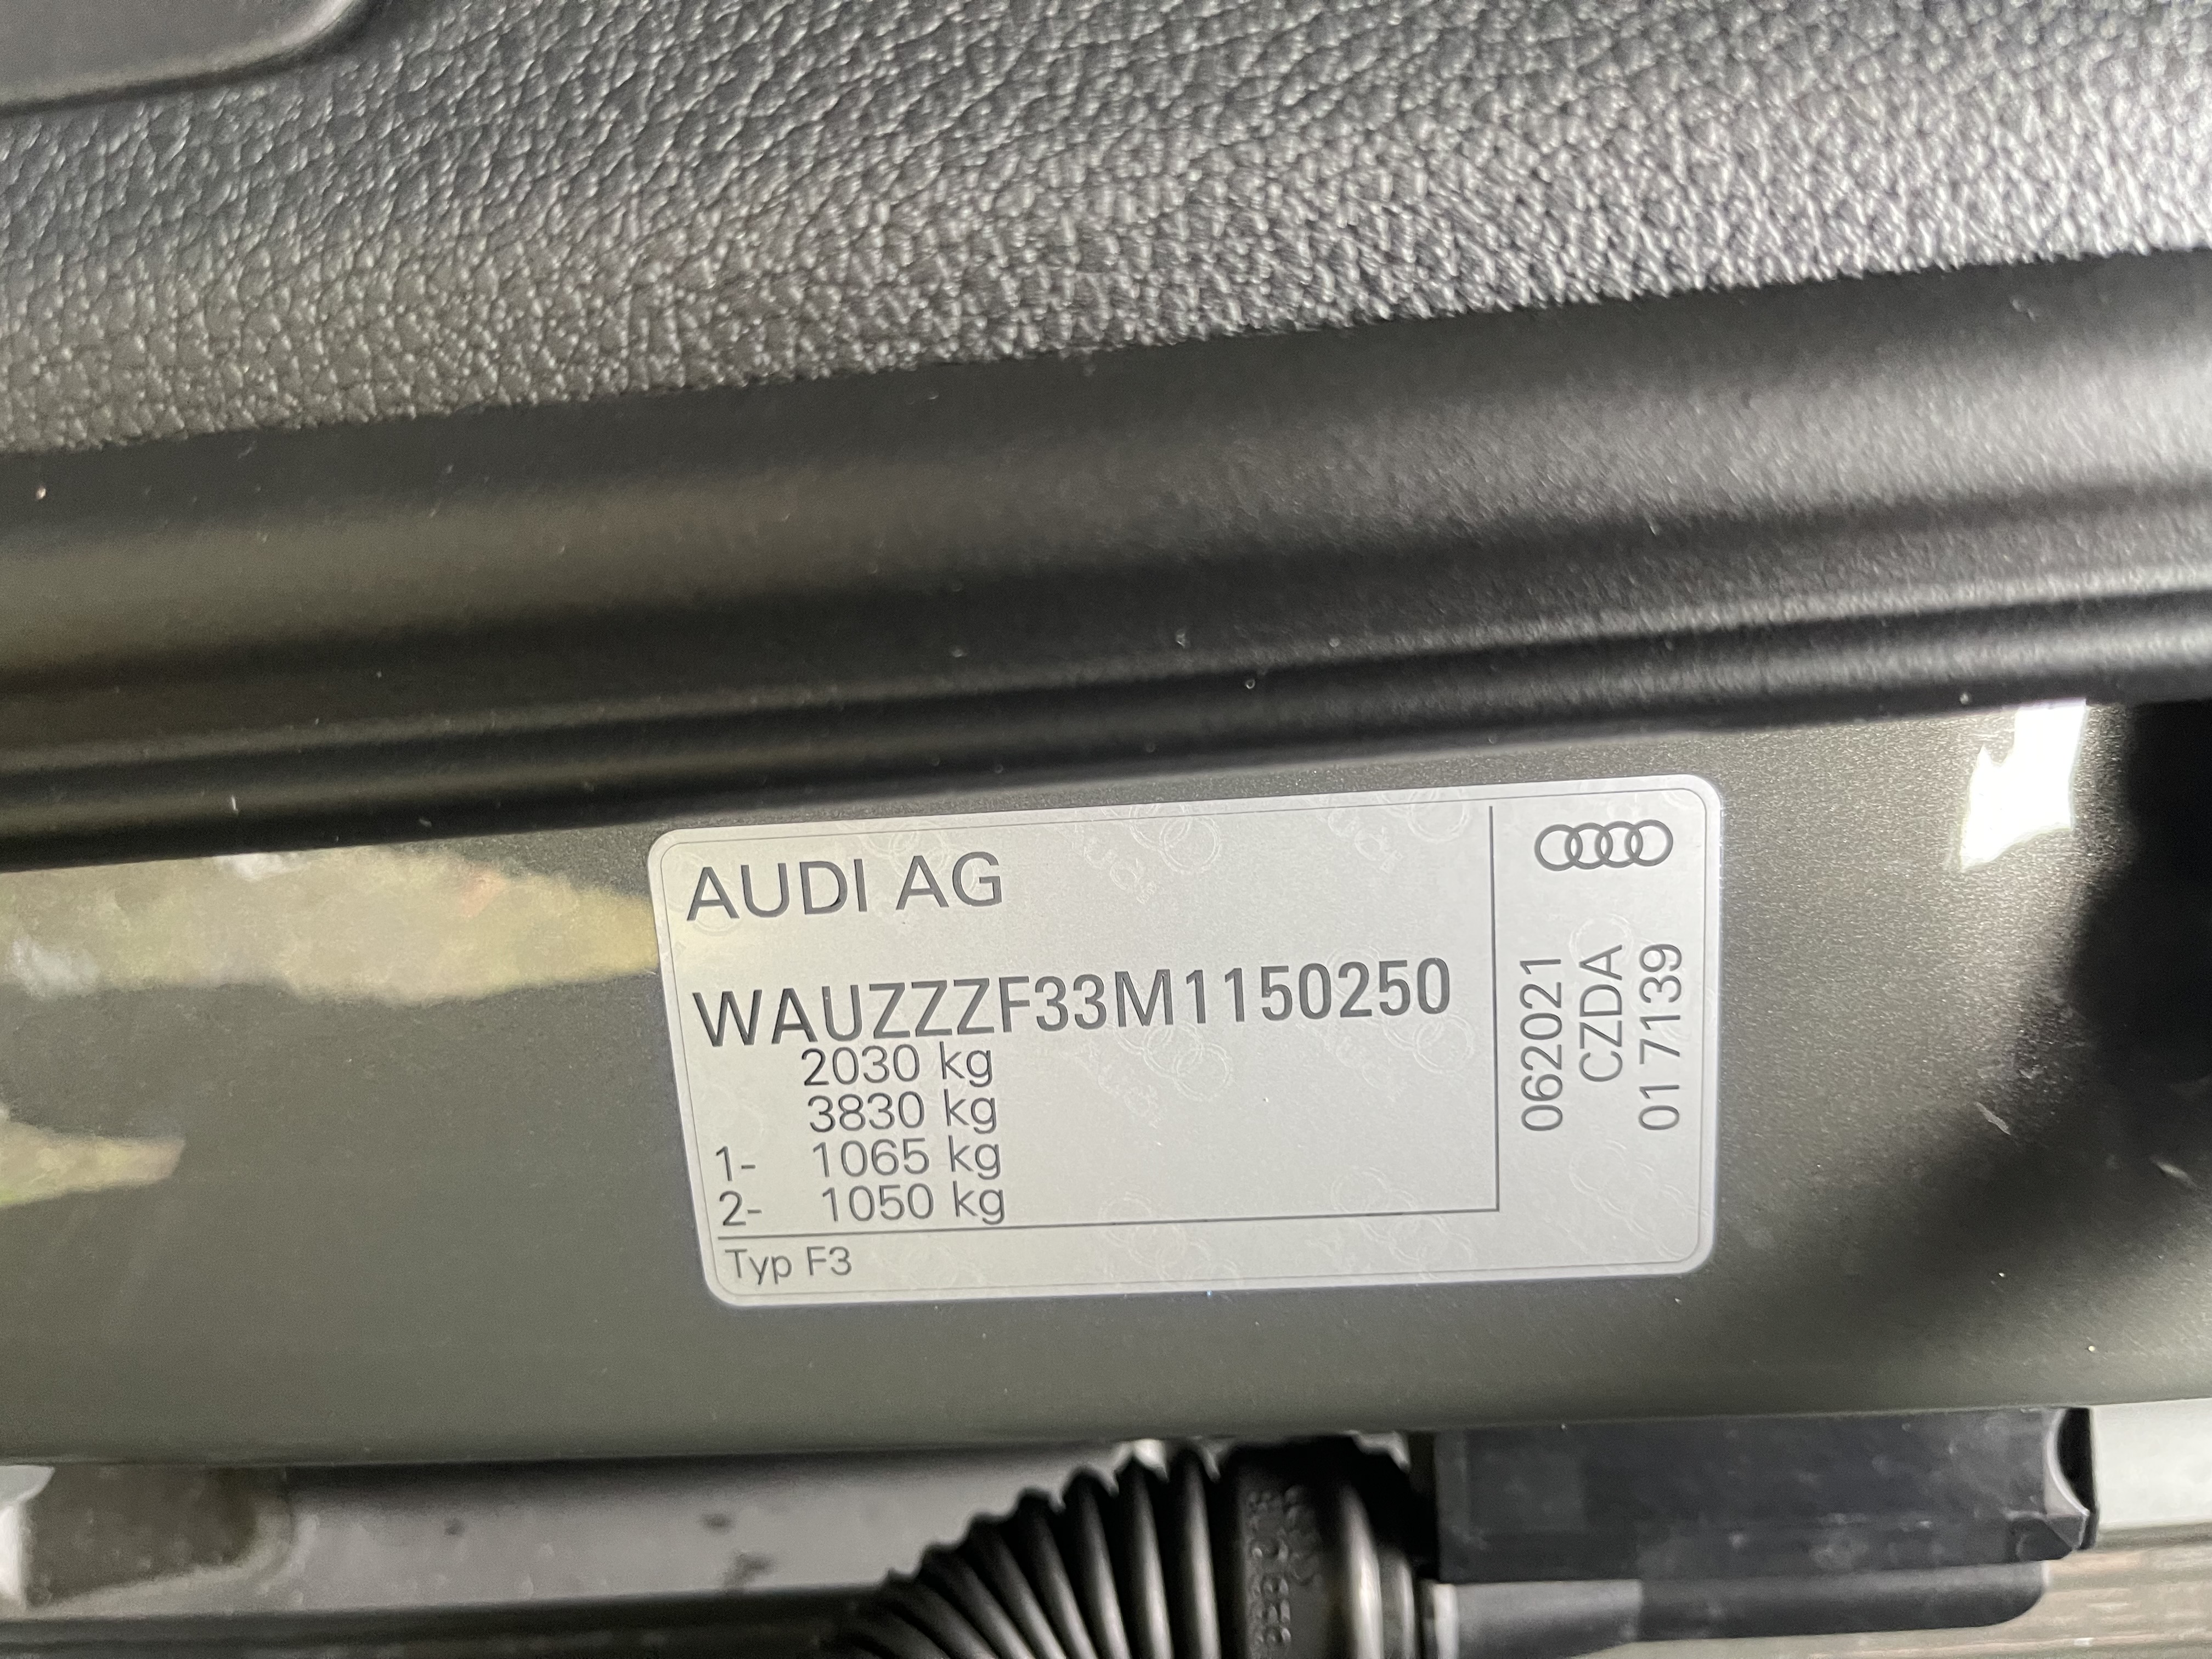 AUDI AG
WAUZZZF33M1150250
2030 kg
3830 kg
1- 1065 kg
2- 1050 kg
Typ F3
062021
CZDA
01 7139